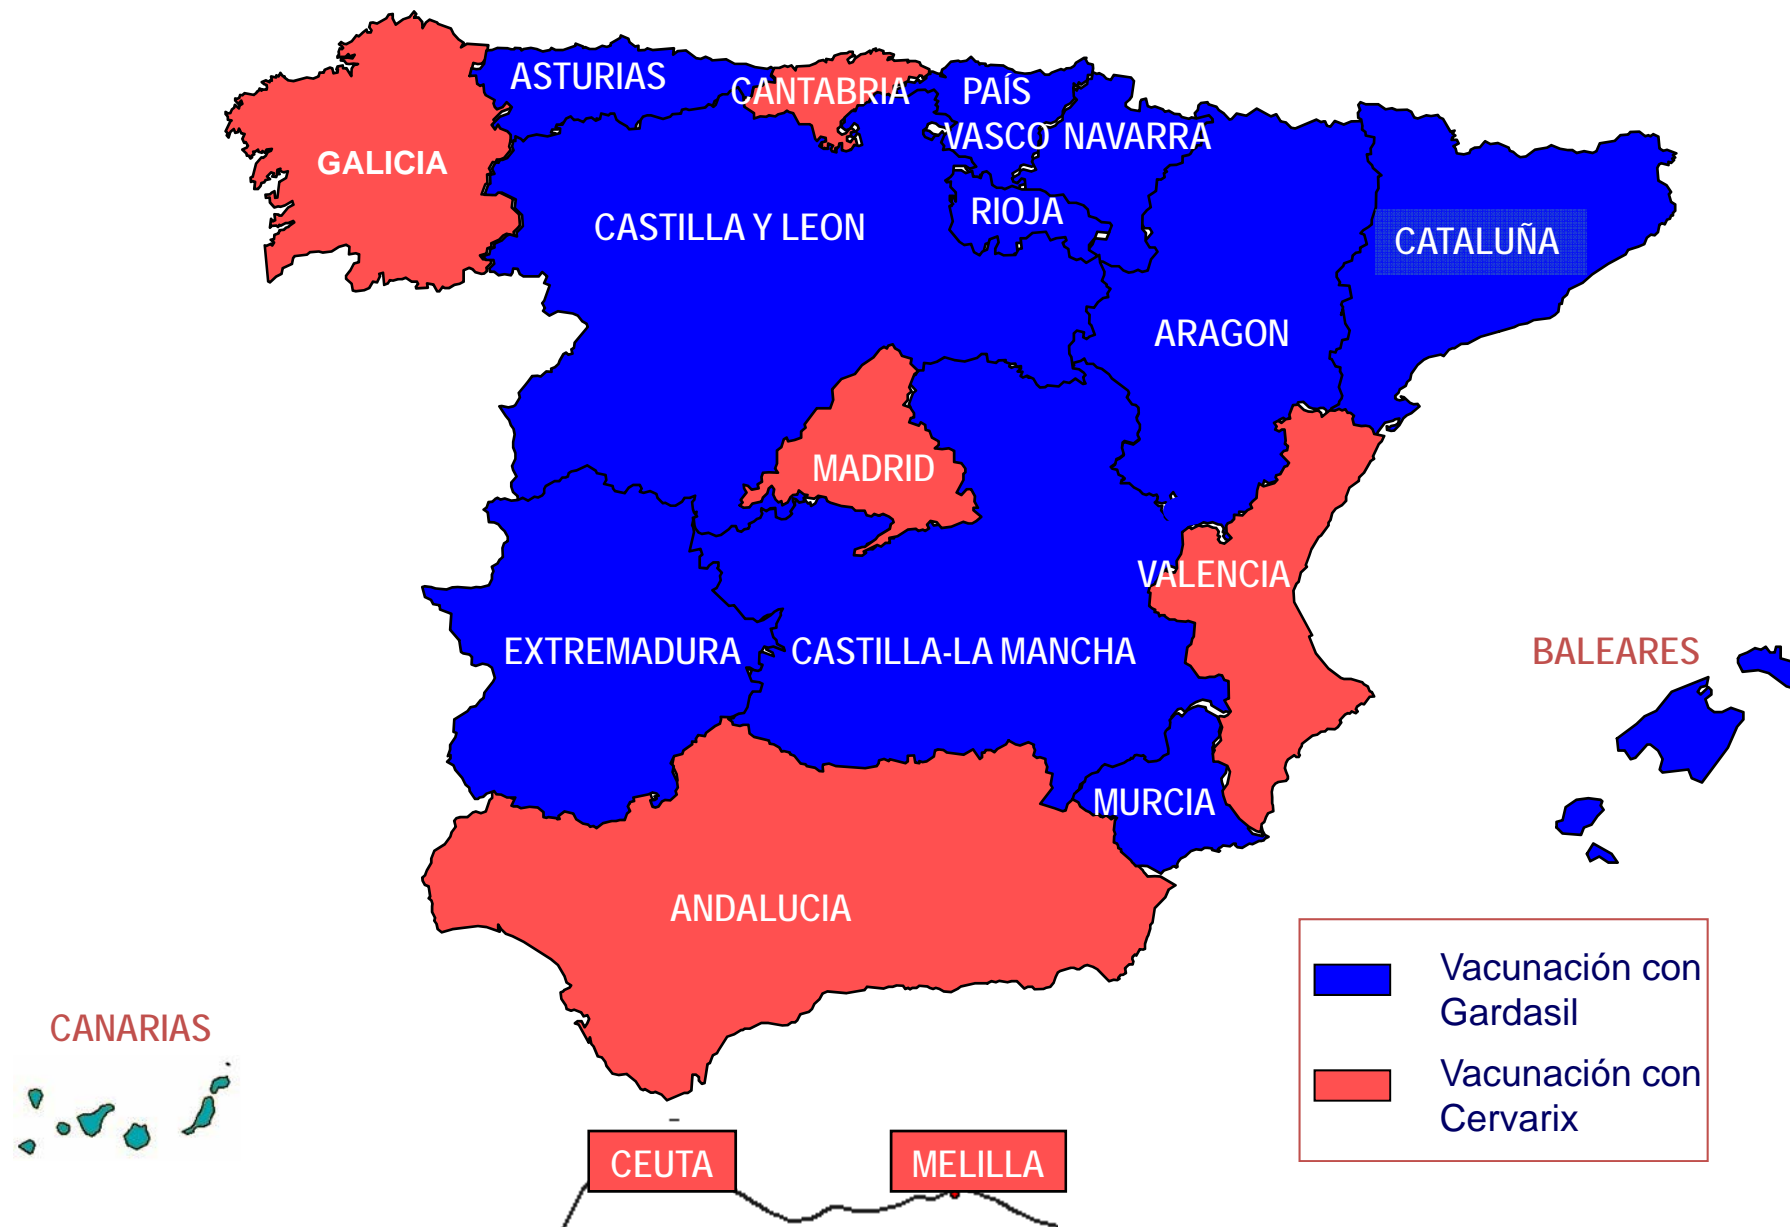 ASTURIAS
CANTABRIA
PAÍS
VASCO
NAVARRA
GALICIA
CASTILLA Y LEON
RIOJA
CATALUÑA
ARAGON
MADRID
VALENCIA
EXTREMADURA
CASTILLA-LA MANCHA
BALEARES
MURCIA
ANDALUCIA
CANARIAS
CEUTA
MELILLA
Vacunación con
Gardasil
Vacunación con
Cervarix